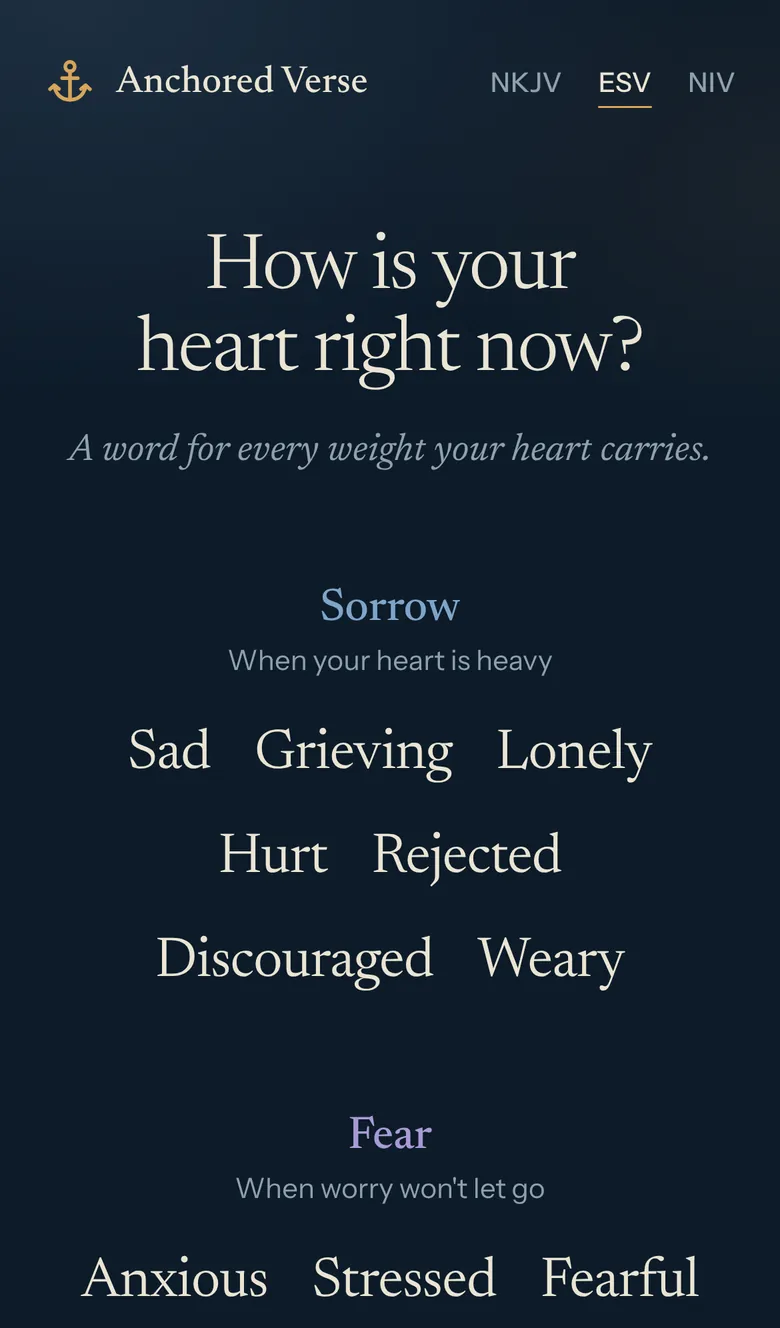 Anchored Verse NKJV ESV NIV
How is your
heart right now?
A word for every weight your heart carries.
Sorrow
When your heart is heavy
Sad Grieving Lonely
Hurt Rejected
Discouraged Weary
Fear
When worry won't let go
Anxious Stressed Fearful